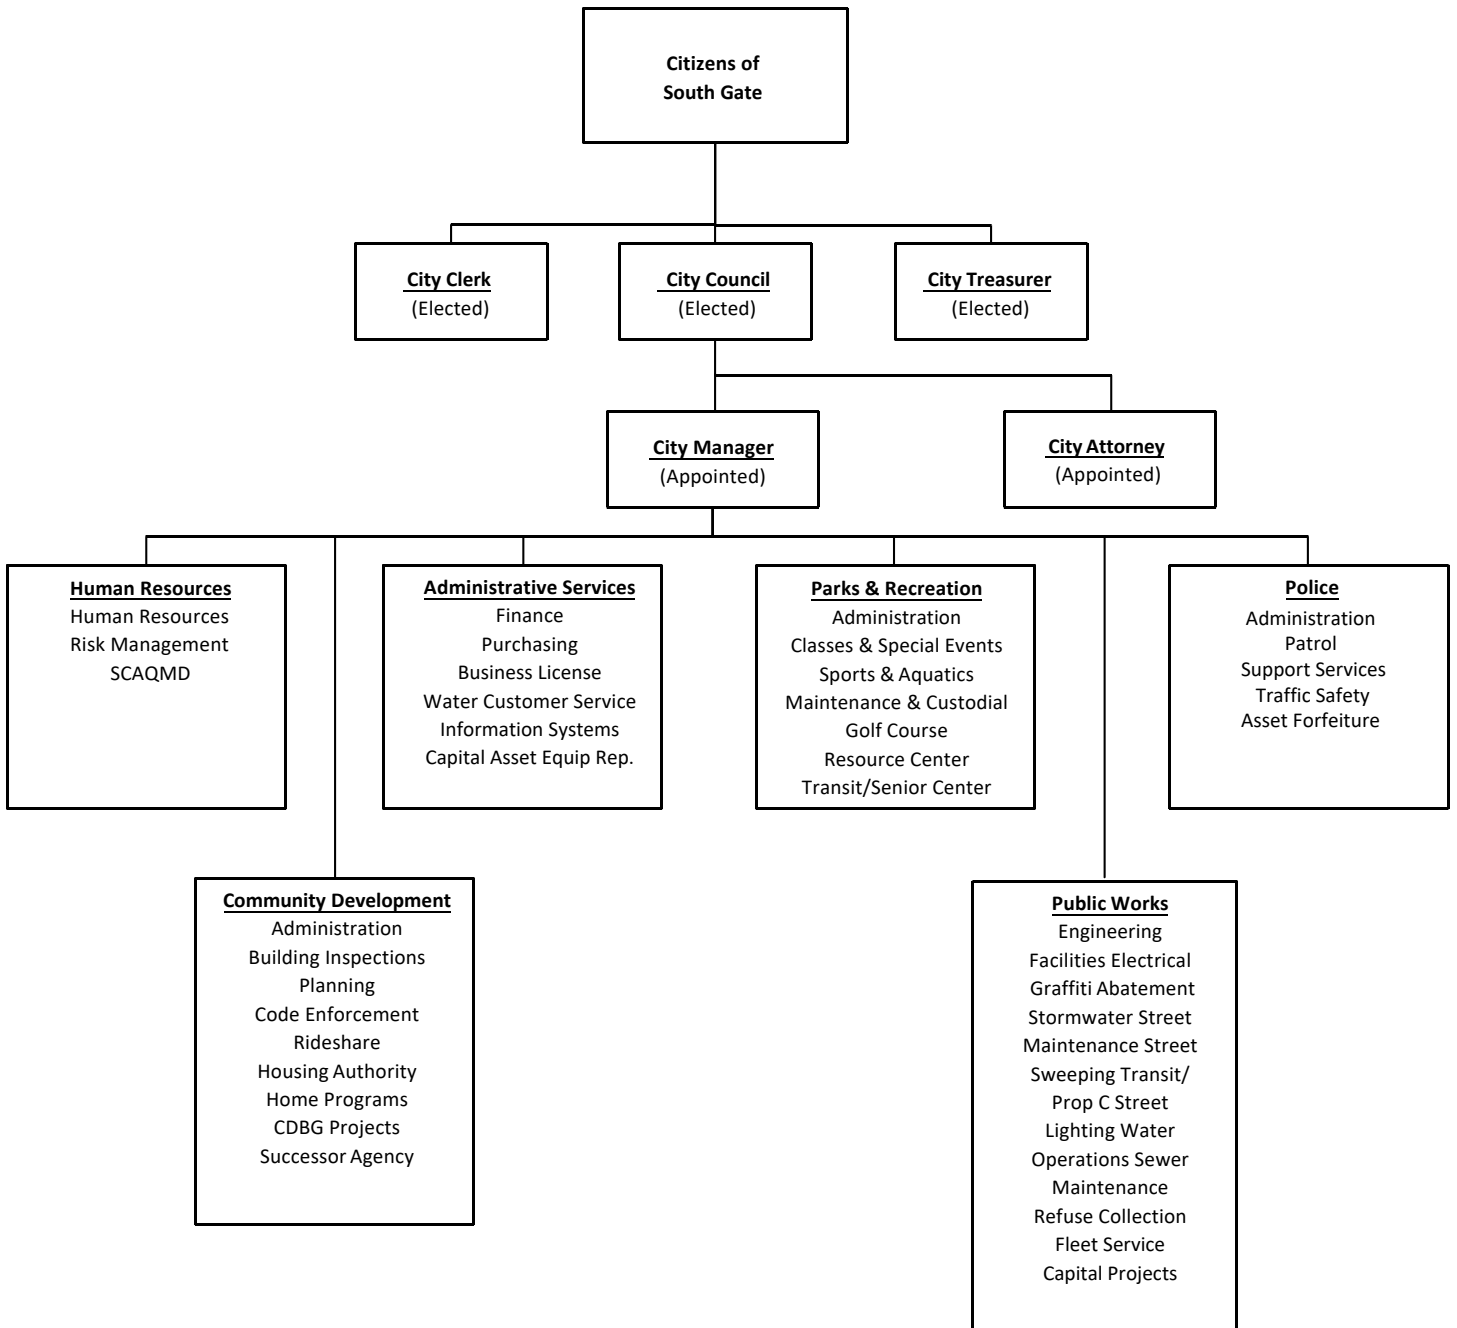 Citizens of
South Gate
City Clerk
(Elected)
City Council
(Elected)
City Treasurer
(Elected)
City Manager
(Appointed)
City Attorney
(Appointed)
Human Resources
Human Resources
Risk Management
SCAQMD
Administrative Services
Finance
Purchasing
Business License
Water Customer Service
Information Systems
Capital Asset Equip Rep.
Parks & Recreation
Administration
Classes & Special Events
Sports & Aquatics
Maintenance & Custodial
Golf Course
Resource Center
Transit/Senior Center
Police
Administration
Patrol
Support Services
Traffic Safety
Asset Forfeiture
Community Development
Administration
Building Inspections
Planning
Code Enforcement
Rideshare
Housing Authority
Home Programs
CDBG Projects
Successor Agency
Public Works
Engineering
Facilities Electrical
Graffiti Abatement
Stormwater Street
Maintenance Street
Sweeping Transit/
Prop C Street
Lighting Water
Operations Sewer
Maintenance
Refuse Collection
Fleet Service
Capital Projects